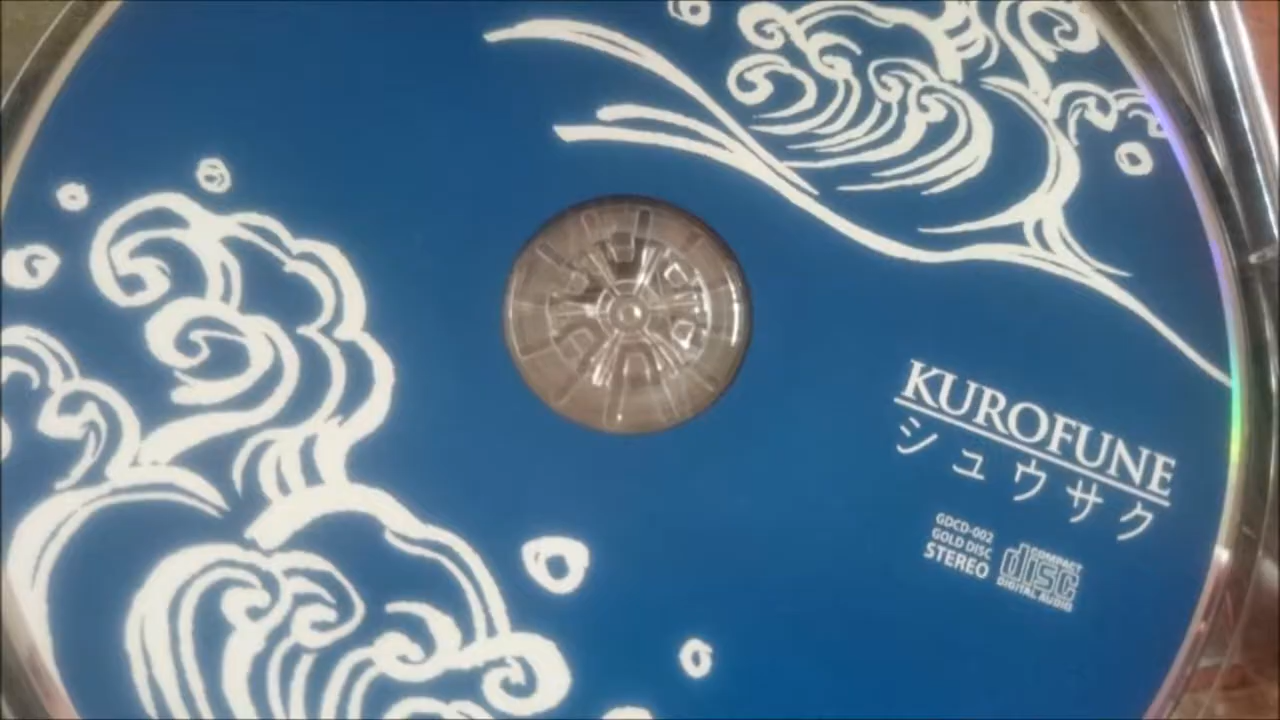 KUROFUNE
シュウサク
GDCD-002
GOLD DISC
STEREO
COMPACT
disc
DIGITAL AUDIO